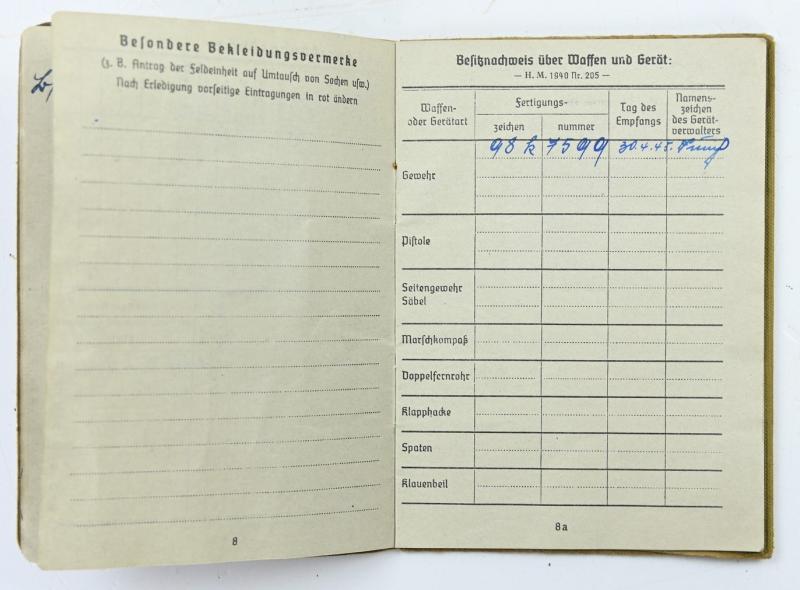 Besondere Bekleidungsvermerke
(z. B. Antrag der Feldeinheit auf Umtausch von Sachen usw.)
Nach Erledigung vorseitige Eintragungen in rot ändern
8
Besitznachweis über Waffen und Gerät:
— H. M. 1940 Nr. 205 —
Waffen-
oder Gerätart
Fertigungs-
zeichen
nummer
Tag des
Empfangs
Namens-
zeichen
des Gerät-
verwalters
98 k 7599 30.4.45.
Gewehr
Pistole
Seitengewehr
Säbel
Marschkompaß
Doppelfernrohr
Klapphacke
Spaten
Klauenbeil
8a